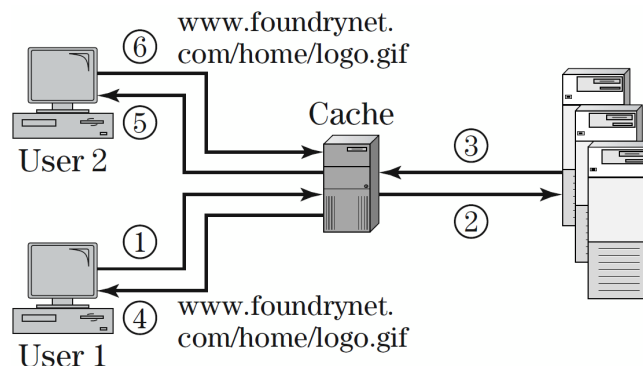 ⑥
www.foundrynet.
com/home/logo.gif
⑤
Cache
User 2
③
①
②
④
www.foundrynet.
com/home/logo.gif
User 1